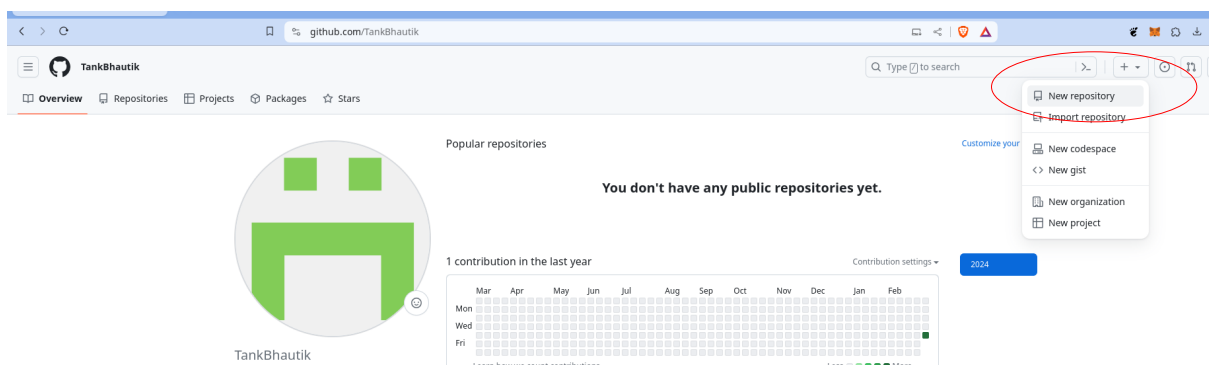 github.com/TankBhautik
TankBhautik
Type / to search
Overview
Repositories
Projects
Packages
Stars
New repository
Import repository
New codespace
New gist
New organization
New project
Popular repositories
Customize your
You don't have any public repositories yet.
1 contribution in the last year
Contribution settings
2024
Mar Apr May Jun Jul Aug Sep Oct Nov Dec Jan Feb
Mon
Wed
Fri
TankBhautik